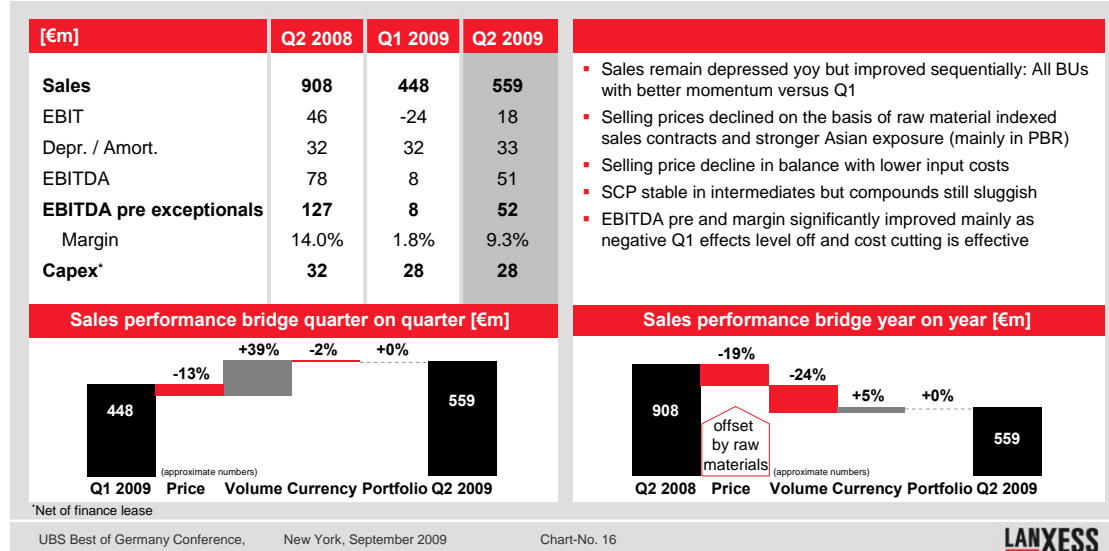 [€m] Q2 2008 Q1 2009 Q2 2009
Sales 908 448 559
EBIT 46 -24 18
Depr. / Amort. 32 32 33
EBITDA 78 8 51
EBITDA pre exceptionals 127 8 52
Margin 14.0% 1.8% 9.3%
Capex* 32 28 28
▪ Sales remain depressed yoy but improved sequentially: All BUs
with better momentum versus Q1
▪ Selling prices declined on the basis of raw material indexed
sales contracts and stronger Asian exposure (mainly in PBR)
▪ Selling price decline in balance with lower input costs
▪ SCP stable in intermediates but compounds still sluggish
▪ EBITDA pre and margin significantly improved mainly as
negative Q1 effects level off and cost cutting is effective
Sales performance bridge quarter on quarter [€m]
+39% -2% +0%
-13%
448
559
(approximate numbers)
Q1 2009 Price Volume Currency Portfolio Q2 2009
Sales performance bridge year on year [€m]
-19%
-24%
+5% +0%
908
offset
by raw
materials
559
(approximate numbers)
Q2 2008 Price Volume Currency Portfolio Q2 2009
*Net of finance lease
UBS Best of Germany Conference, New York, September 2009 Chart-No. 16
LANXESS